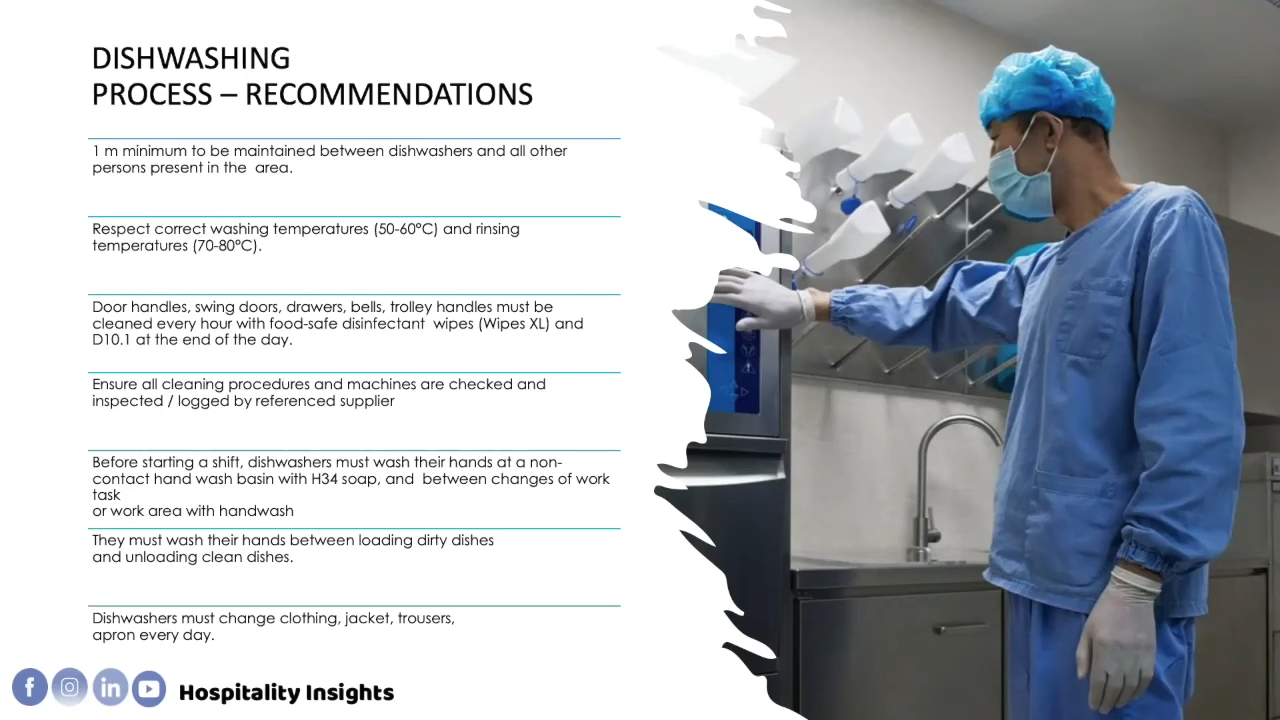 DISHWASHING
PROCESS – RECOMMENDATIONS
1 m minimum to be maintained between dishwashers and all other
persons present in the area.
Respect correct washing temperatures (50-60°C) and rinsing
temperatures (70-80°C).
Door handles, swing doors, drawers, bells, trolley handles must be
cleaned every hour with food-safe disinfectant wipes (Wipes XL) and
D10.1 at the end of the day.
Ensure all cleaning procedures and machines are checked and
inspected / logged by referenced supplier
Before starting a shift, dishwashers must wash their hands at a non-
contact hand wash basin with H34 soap, and between changes of work
task
or work area with handwash
They must wash their hands between loading dirty dishes
and unloading clean dishes.
Dishwashers must change clothing, jacket, trousers,
apron every day.
Hospitality Insights